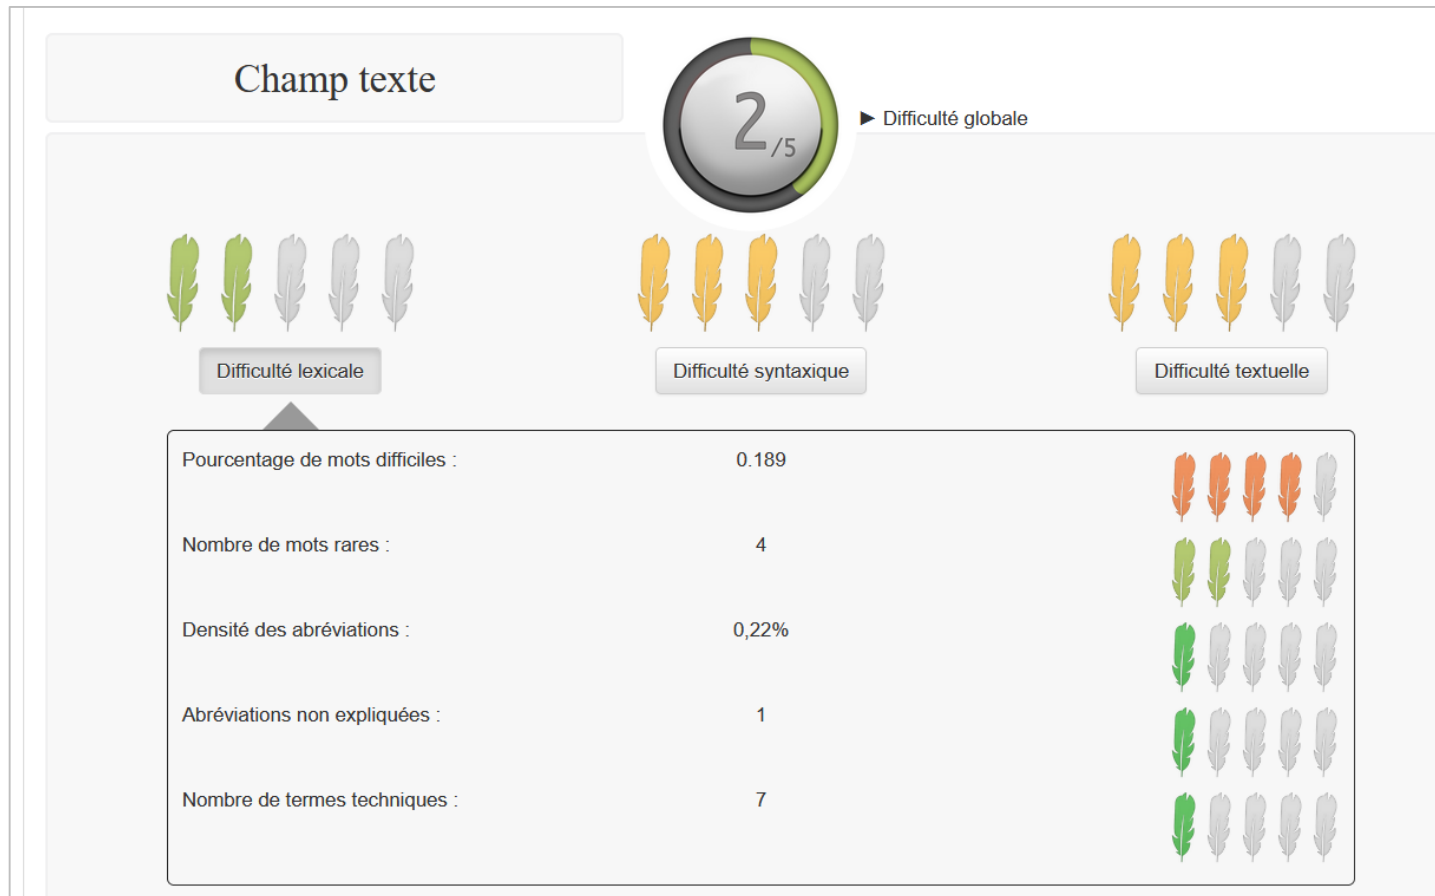 Champ texte
2/5
► Difficulté globale
Difficulté lexicale
Difficulté syntaxique
Difficulté textuelle
Pourcentage de mots difficiles : 0.189
Nombre de mots rares : 4
Densité des abréviations : 0,22%
Abréviations non expliquées : 1
Nombre de termes techniques : 7